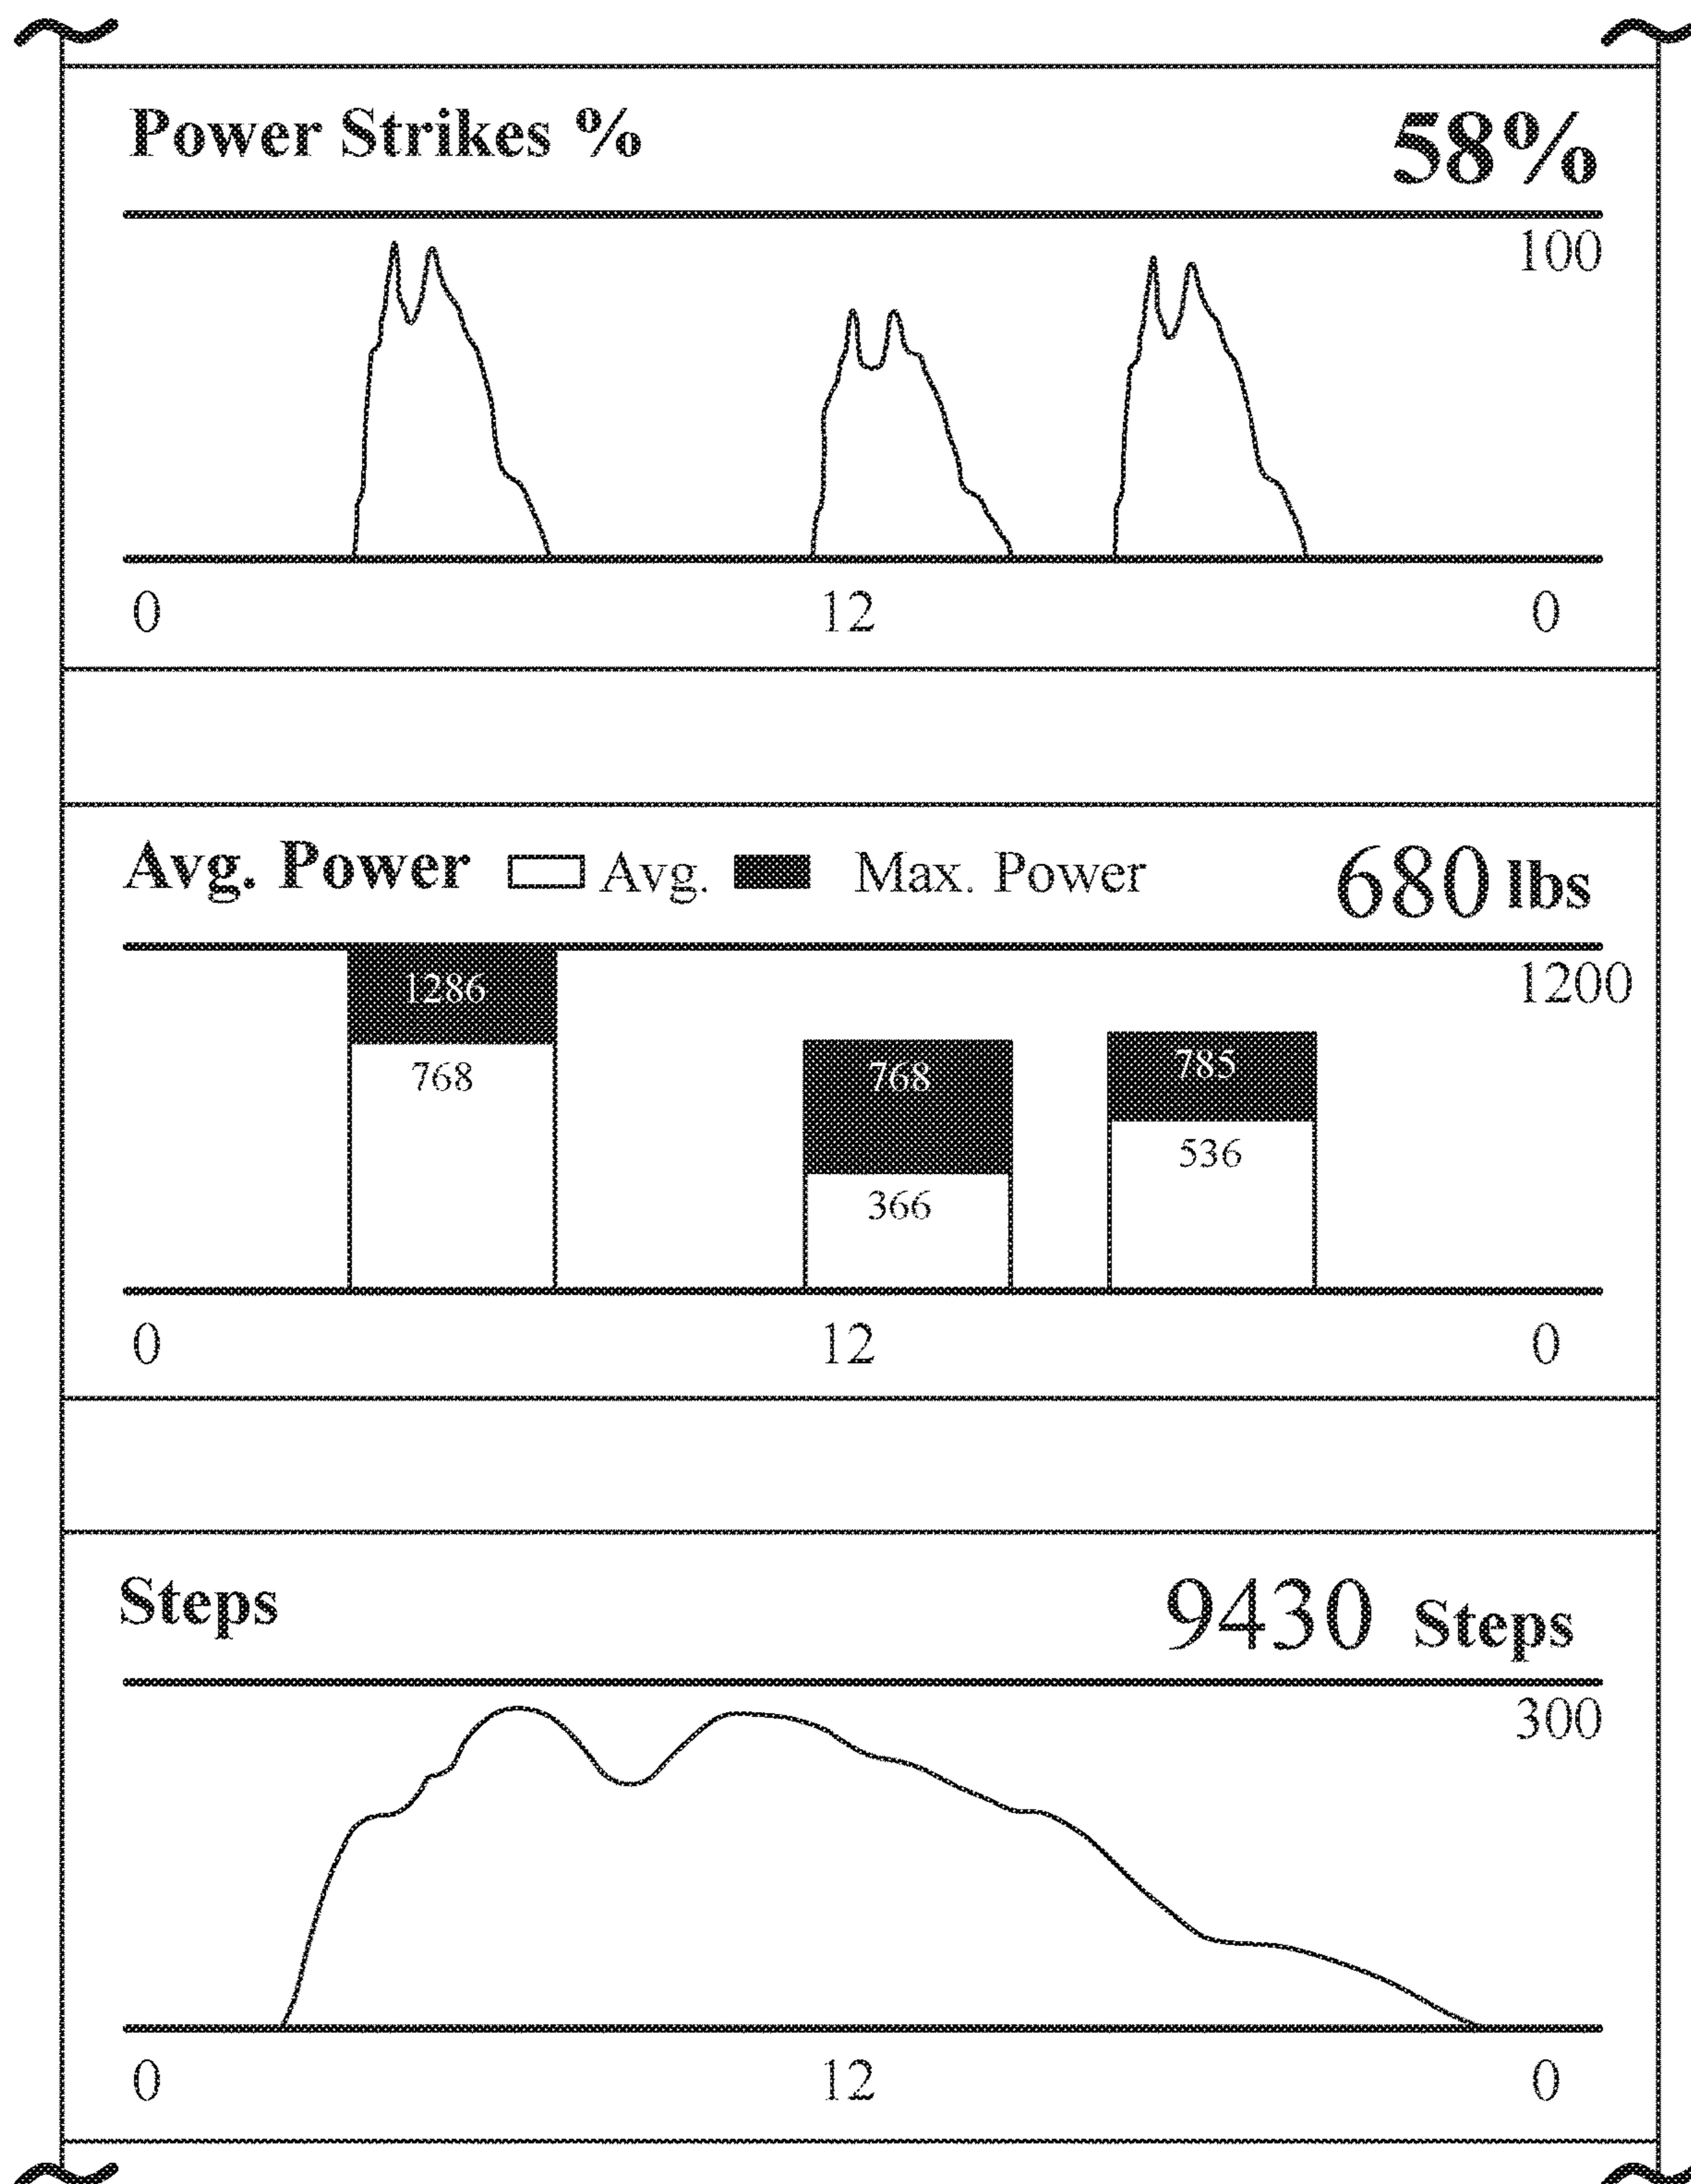 Power Strikes % 58%
100
0 12 0
Avg. Power Avg. Max. Power 680 lbs
1200
1286
768
768
366
785
536
0 12 0
Steps 9430 Steps
300
0 12 0